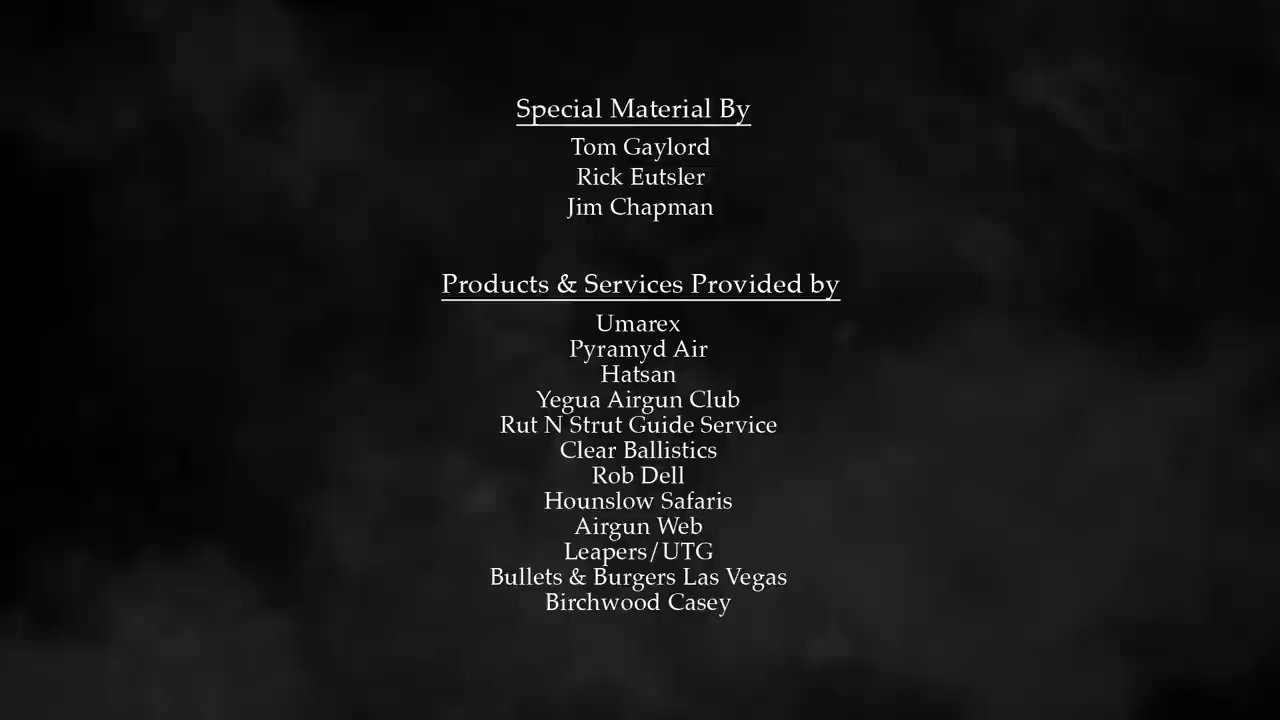 Special Material By
Tom Gaylord
Rick Eutsler
Jim Chapman
Products & Services Provided by
Umarex
Pyramyd Air
Hatsan
Yegua Airgun Club
Rut N Strut Guide Service
Clear Ballistics
Rob Dell
Hounslow Safaris
Airgun Web
Leapers/UTG
Bullets & Burgers Las Vegas
Birchwood Casey